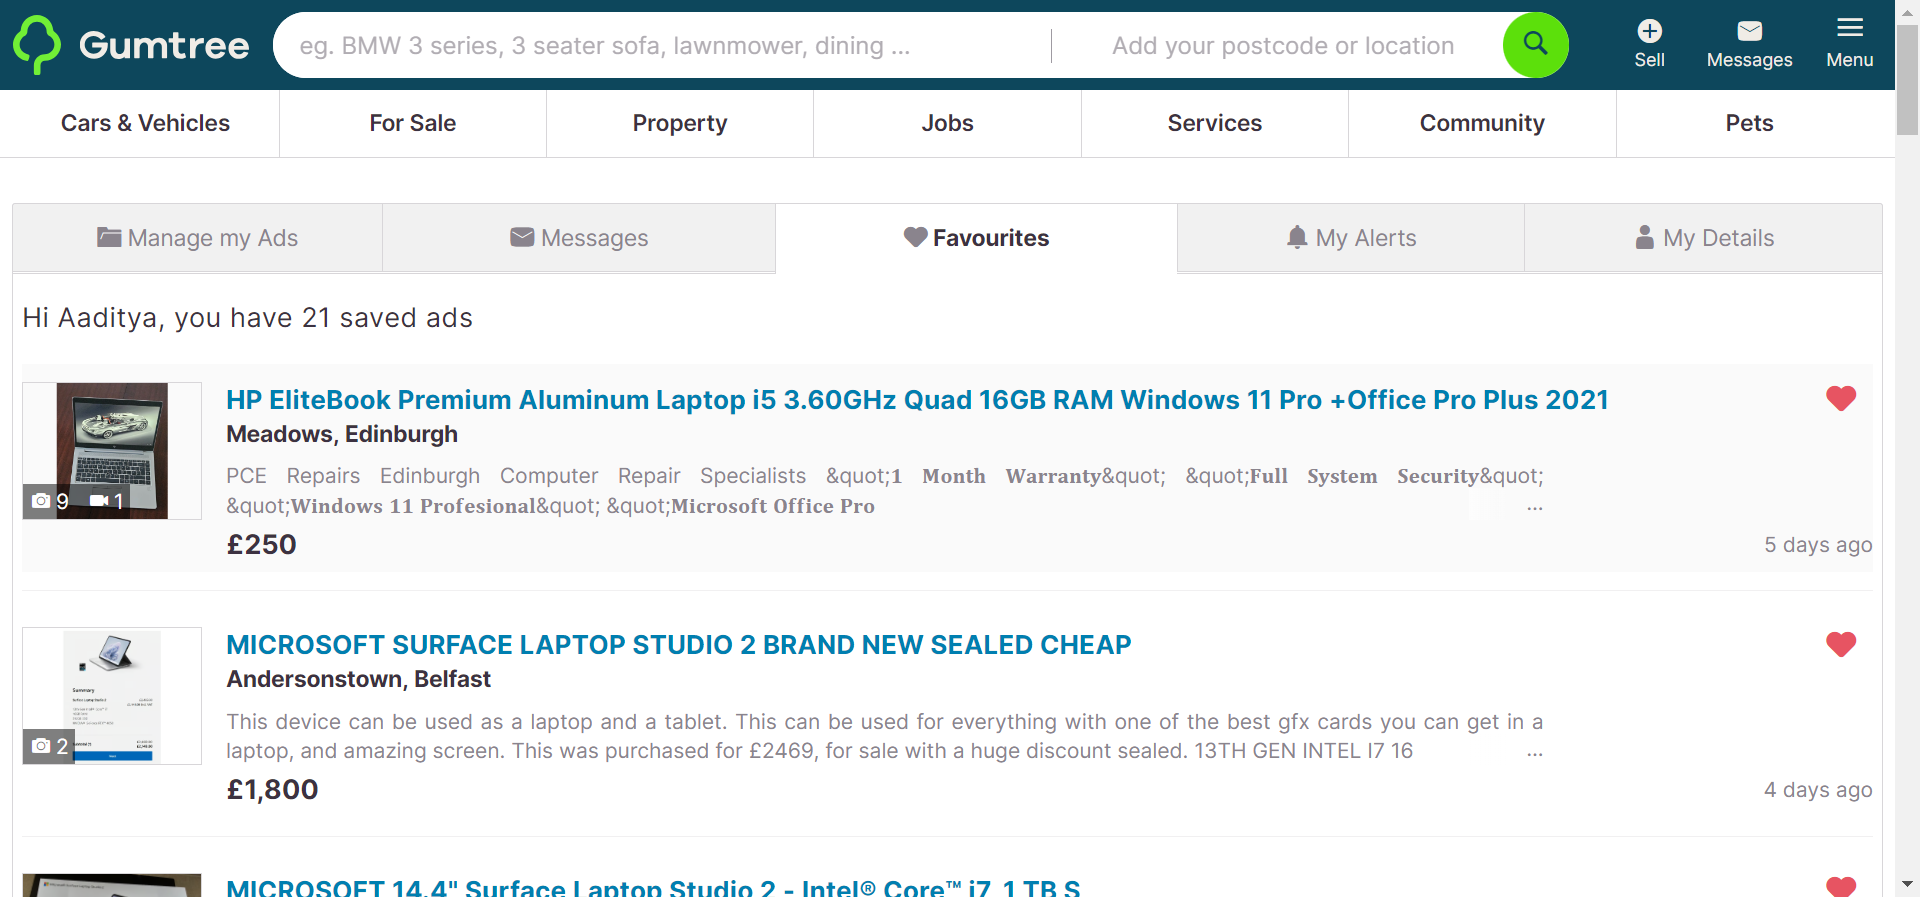 Gumtree
eg. BMW 3 series, 3 seater sofa, lawnmower, dining ...
Add your postcode or location
Sell
Messages
Menu
Cars & Vehicles
For Sale
Property
Jobs
Services
Community
Pets
Manage my Ads
Messages
Favourites
My Alerts
My Details
Hi Aaditya, you have 21 saved ads
HP EliteBook Premium Aluminum Laptop i5 3.60GHz Quad 16GB RAM Windows 11 Pro +Office Pro Plus 2021
Meadows, Edinburgh
PCE Repairs Edinburgh Computer Repair Specialists &quot;1 Month Warranty&quot; &quot;Full System Security&quot;
&quot;Windows 11 Profesional&quot; &quot;Microsoft Office Pro ...
9 1
£250
5 days ago
MICROSOFT SURFACE LAPTOP STUDIO 2 BRAND NEW SEALED CHEAP
Andersonstown, Belfast
This device can be used as a laptop and a tablet. This can be used for everything with one of the best gfx cards you can get in a
laptop, and amazing screen. This was purchased for £2469, for sale with a huge discount sealed. 13TH GEN INTEL I7 16 ...
Summary
2
£1,800
4 days ago
MICROSOFT 14.4" Surface Laptop Studio 2 - Intel® Core™ i7, 1 TB S